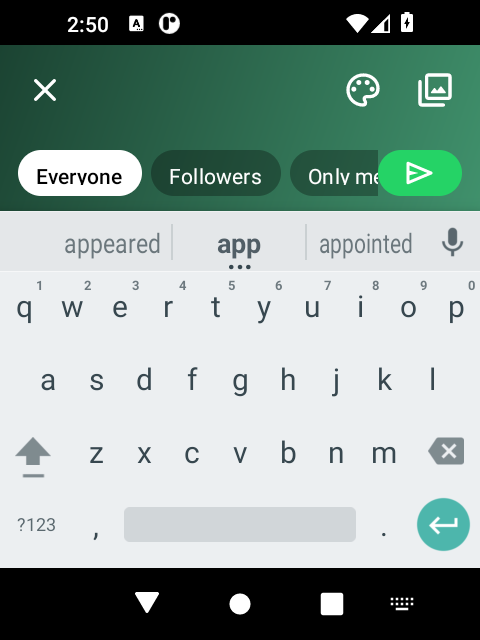 2:50
Everyone Followers Only me
appeared app appointed
1 2 3 4 5 6 7 8 9 0
q w e r t y u i o p
a s d f g h j k l
z x c v b n m
?123 , .